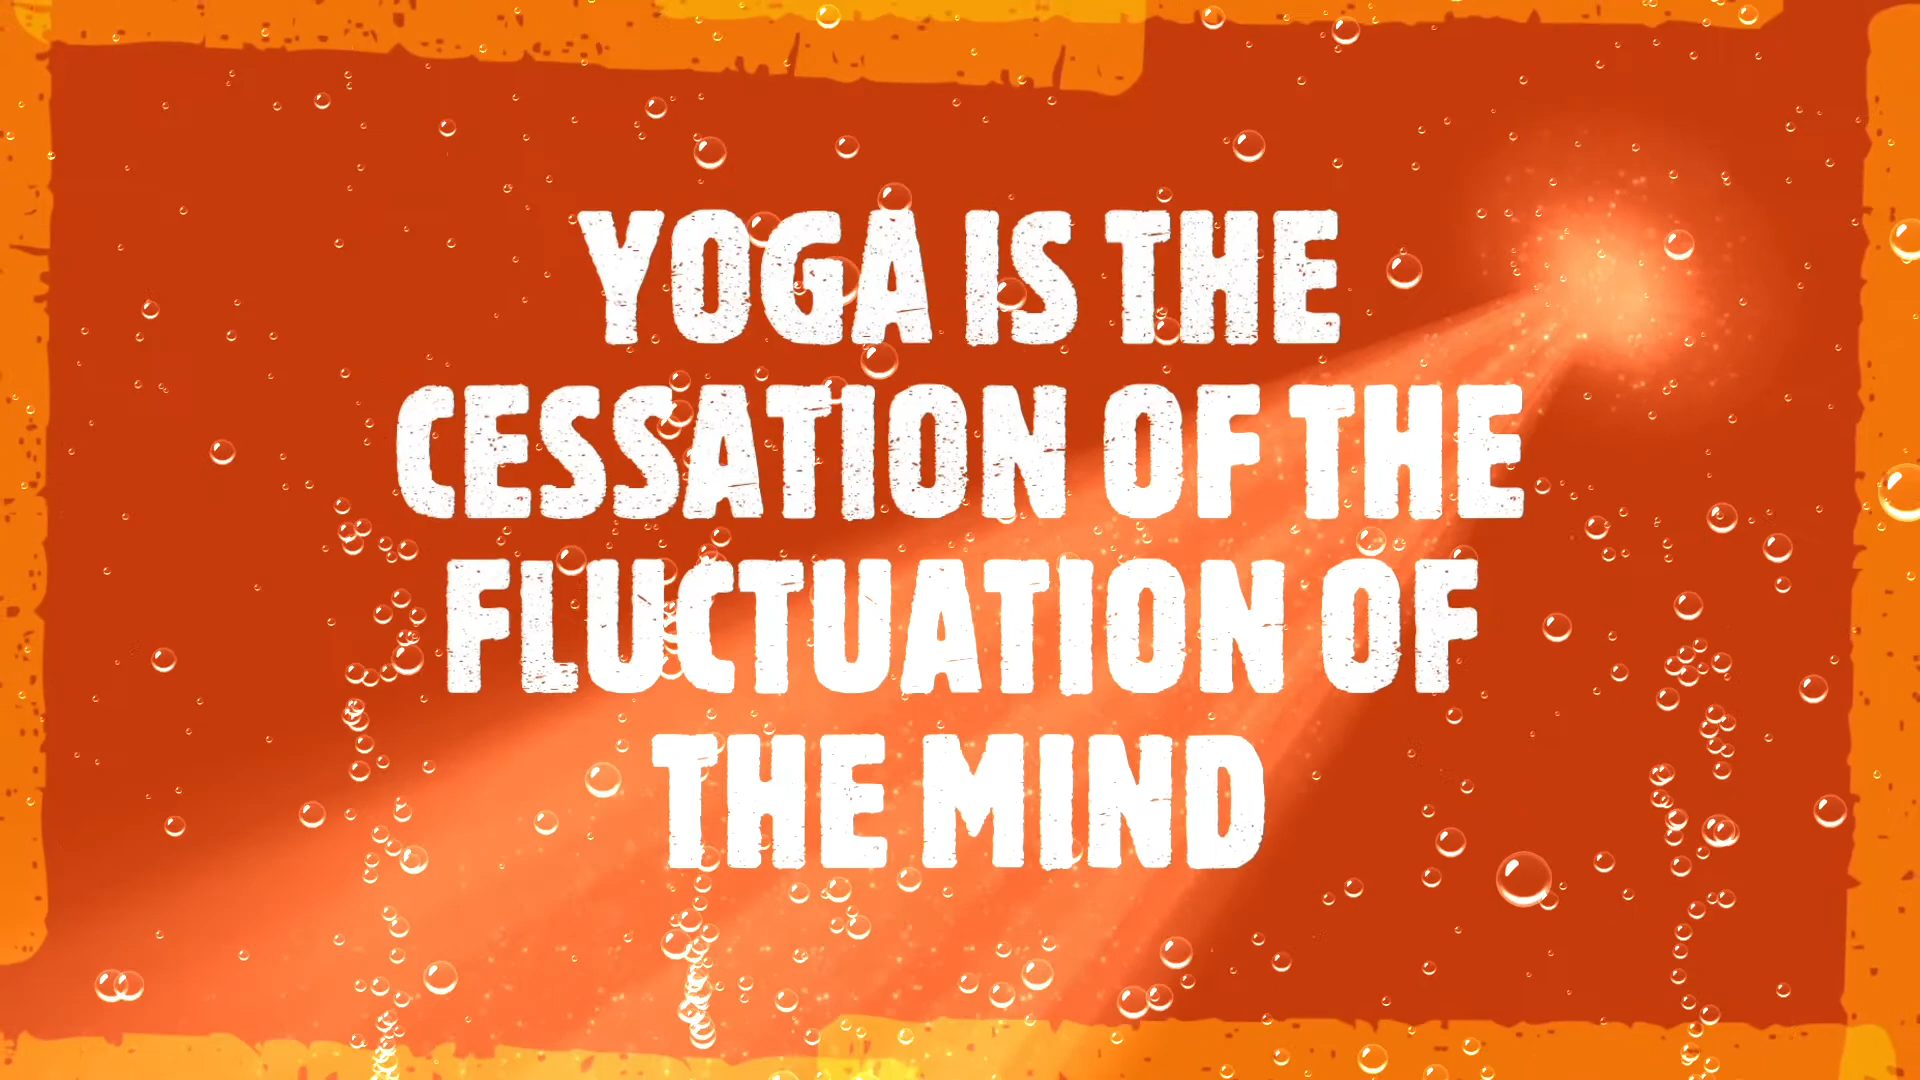 YOGA IS THE
CESSATION OF THE
FLUCTUATION OF
THE MIND